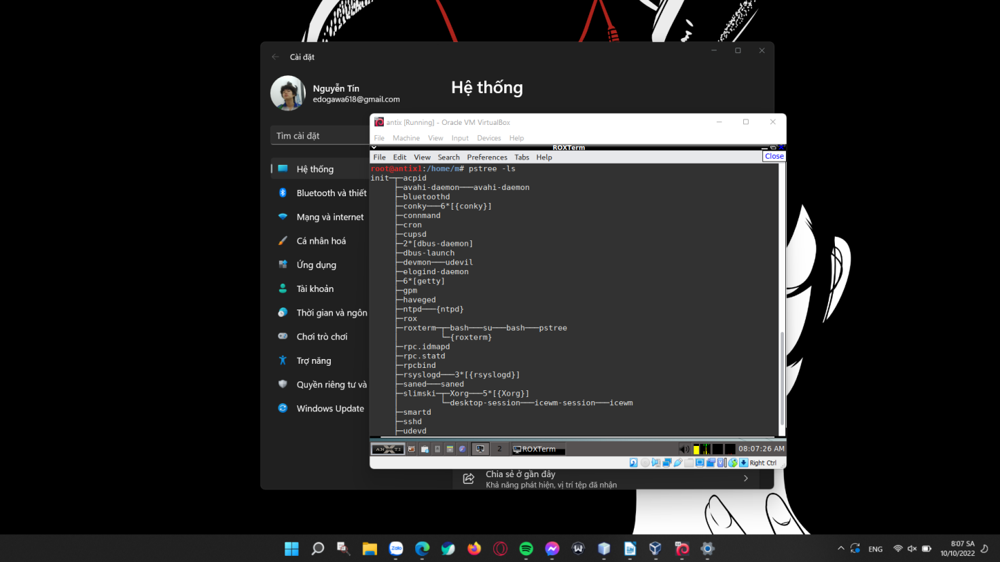 Cài đặt
Nguyễn Tín
edogawa618@gmail.com
Hệ thống
Tìm cài đặt
Hệ thống
Bluetooth và thiết
Mạng và internet
Cá nhân hoá
Ứng dụng
Tài khoản
Thời gian và ngôn
Chơi trò chơi
Trợ năng
Quyền riêng tư và
Windows Update
antix [Running] - Oracle VM VirtualBox
File Machine View Input Devices Help
ROXTerm
File Edit View Search Preferences Tabs Help
Close
root@antix1:/home/m# pstree -ls
init─┬─acpid
├─avahi-daemon───avahi-daemon
├─bluetoothd
├─conky───6*[{conky}]
├─connmand
├─cron
├─cupsd
├─2*[dbus-daemon]
├─dbus-launch
├─devmon───udevil
├─elogind-daemon
├─6*[getty]
├─gpm
├─haveged
├─ntpd───{ntpd}
├─rox
├─roxterm─┬─bash───su───bash───pstree
│ └─{roxterm}
├─rpc.idmapd
├─rpc.statd
├─rpcbind
├─rsyslogd───3*[{rsyslogd}]
├─saned───saned
├─slimski─┬─Xorg───5*[{Xorg}]
│ └─desktop-session───icewm-session───icewm
├─smartd
├─sshd
├─udevd
2 ROXTerm 08:07:26 AM
Right Ctrl
Chia sẻ ở gần đây
Khả năng phát hiện, vị trí tệp đã nhận
Zalo
ENG
8:07 SA
10/10/2022